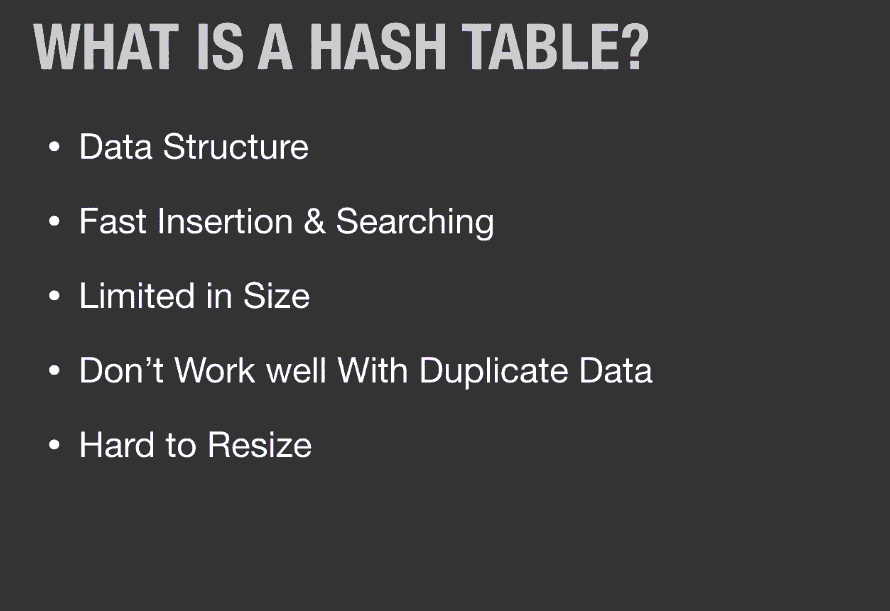 WHAT IS A HASH TABLE?
• Data Structure
• Fast Insertion & Searching
• Limited in Size
• Don’t Work well With Duplicate Data
• Hard to Resize